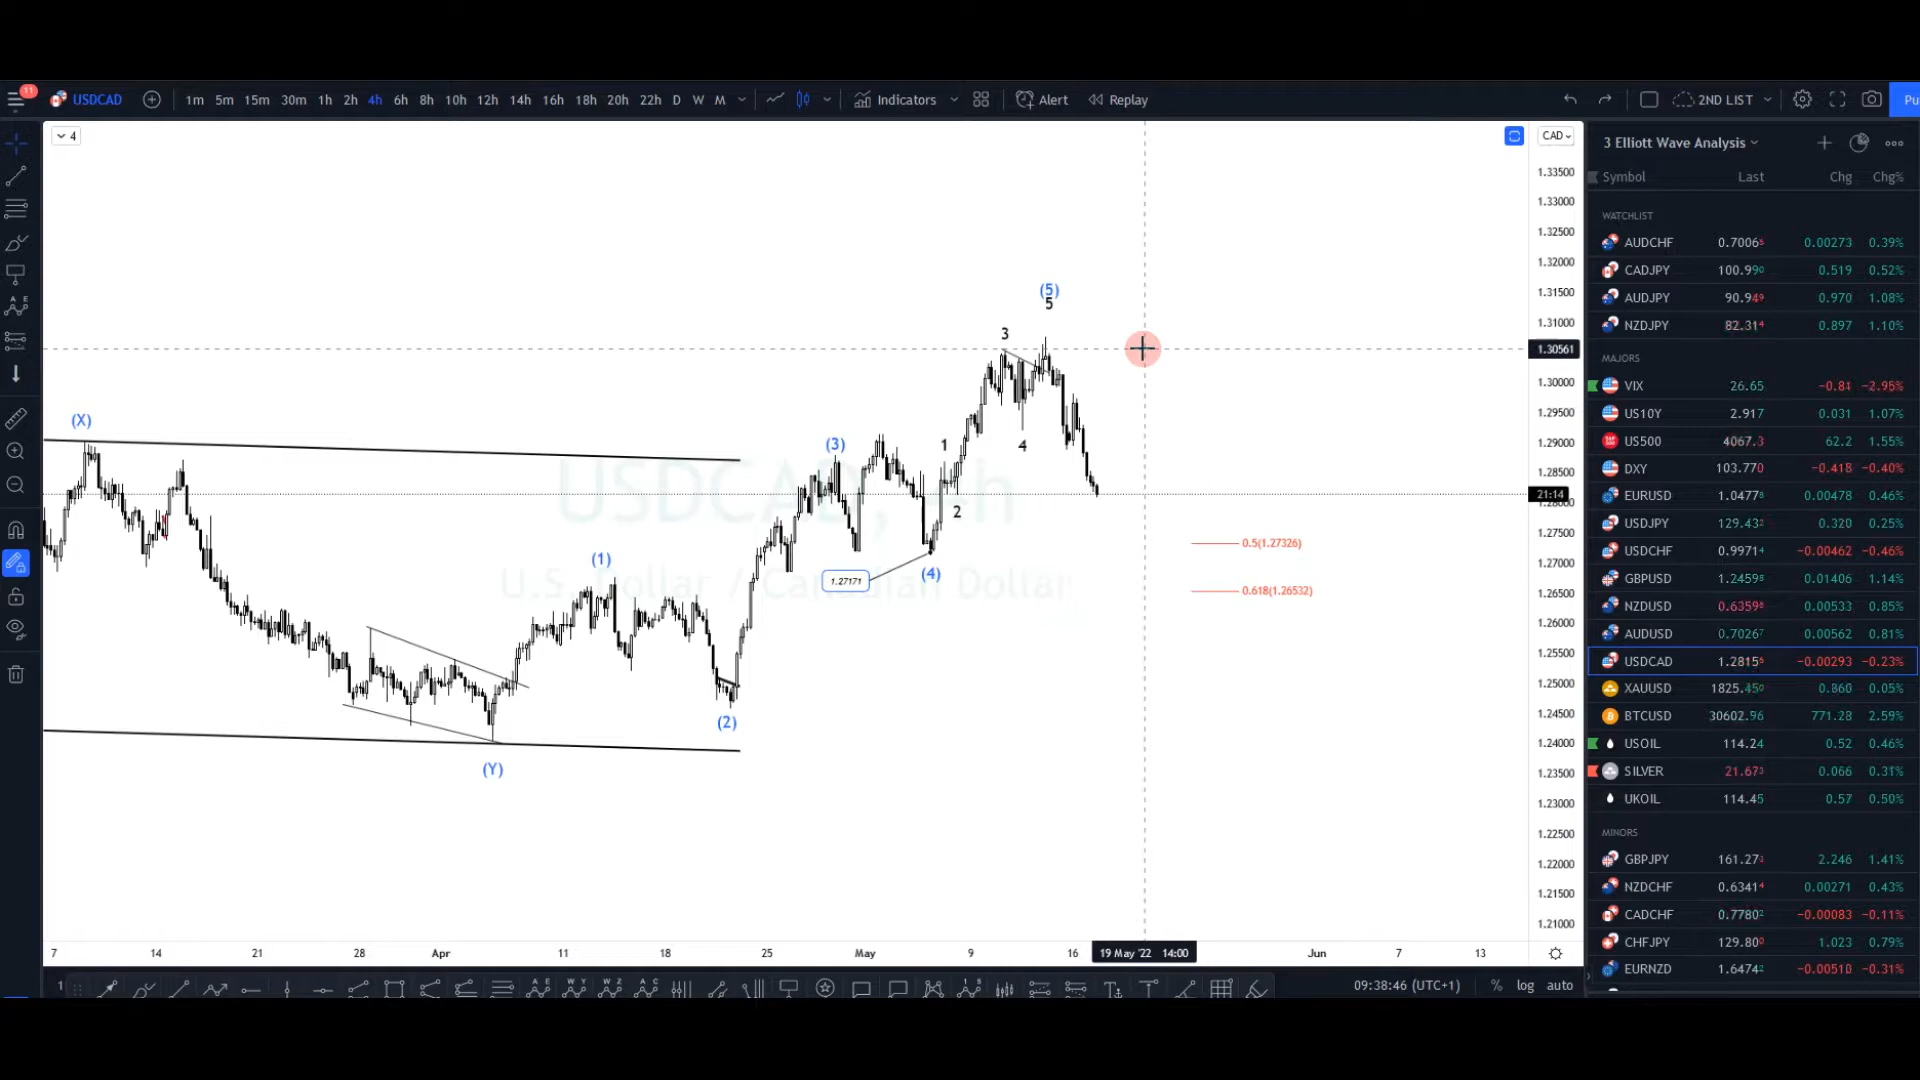 11
USDCAD
1m 5m 15m 30m 1h 2h 4h 6h 8h 10h 12h 14h 16h 18h 20h 22h D W M
Indicators
Alert
Replay
2ND LIST
Pu
4
CAD
USDCAD, 4h
U.S. Dollar / Canadian Dollar
(X)
(Y)
(1)
(2)
(3)
(4)
(5)
5
3
4
1
2
1.27171
0.5(1.27326)
0.618(1.26532)
1.33500
1.33000
1.32500
1.32000
1.31500
1.31000
1.30561
1.30000
1.29500
1.29000
1.28500
21:14
1.28000
1.27500
1.27000
1.26500
1.26000
1.25500
1.25000
1.24500
1.24000
1.23500
1.23000
1.22500
1.22000
1.21500
1.21000
7 14 21 28 Apr 11 18 25 May 9 16 19 May '22 14:00 Jun 7 13
1
09:38:46 (UTC+1) % log auto
3 Elliott Wave Analysis
Symbol Last Chg Chg%
WATCHLIST
AUDCHF 0.70065 0.00273 0.39%
CADJPY 100.990 0.519 0.52%
AUDJPY 90.949 0.970 1.08%
NZDJPY 82.314 0.897 1.10%
MAJORS
VIX 26.65 −0.81 −2.95%
US10Y 2.917 0.031 1.07%
US500 4067.3 62.2 1.55%
DXY 103.770 −0.418 −0.40%
EURUSD 1.04778 0.00478 0.46%
USDJPY 129.432 0.320 0.25%
USDCHF 0.99714 −0.00462 −0.46%
GBPUSD 1.24598 0.01406 1.14%
NZDUSD 0.63598 0.00533 0.85%
AUDUSD 0.70267 0.00562 0.81%
USDCAD 1.28156 −0.00293 −0.23%
XAUUSD 1825.450 0.860 0.05%
BTCUSD 30602.96 771.28 2.59%
USOIL 114.24 0.52 0.46%
SILVER 21.673 0.066 0.31%
UKOIL 114.45 0.57 0.50%
MINORS
GBPJPY 161.273 2.246 1.41%
NZDCHF 0.63414 0.00271 0.43%
CADCHF 0.77802 −0.00083 −0.11%
CHFJPY 129.800 1.023 0.79%
EURNZD 1.64742 −0.00510 −0.31%